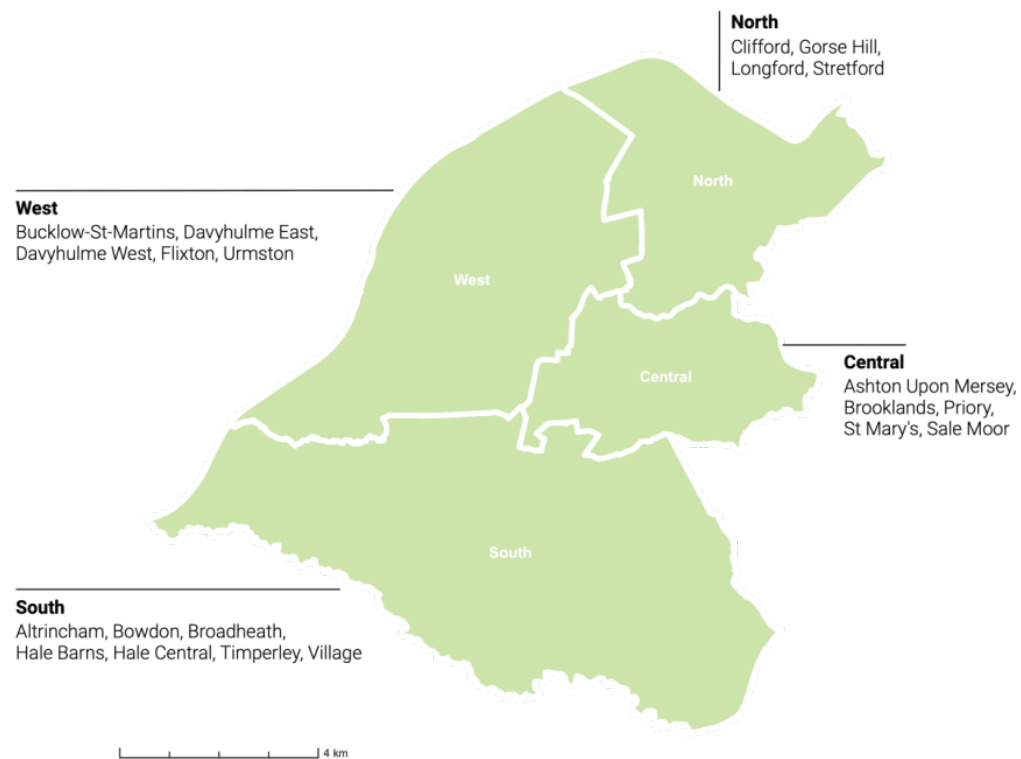 North
Clifford, Gorse Hill,
Longford, Stretford
North
West
Bucklow-St-Martins, Davyhulme East,
Davyhulme West, Flixton, Urmston
West
Central
Central
Ashton Upon Mersey,
Brooklands, Priory,
St Mary's, Sale Moor
South
South
Altrincham, Bowdon, Broadheath,
Hale Barns, Hale Central, Timperley, Village
4 km